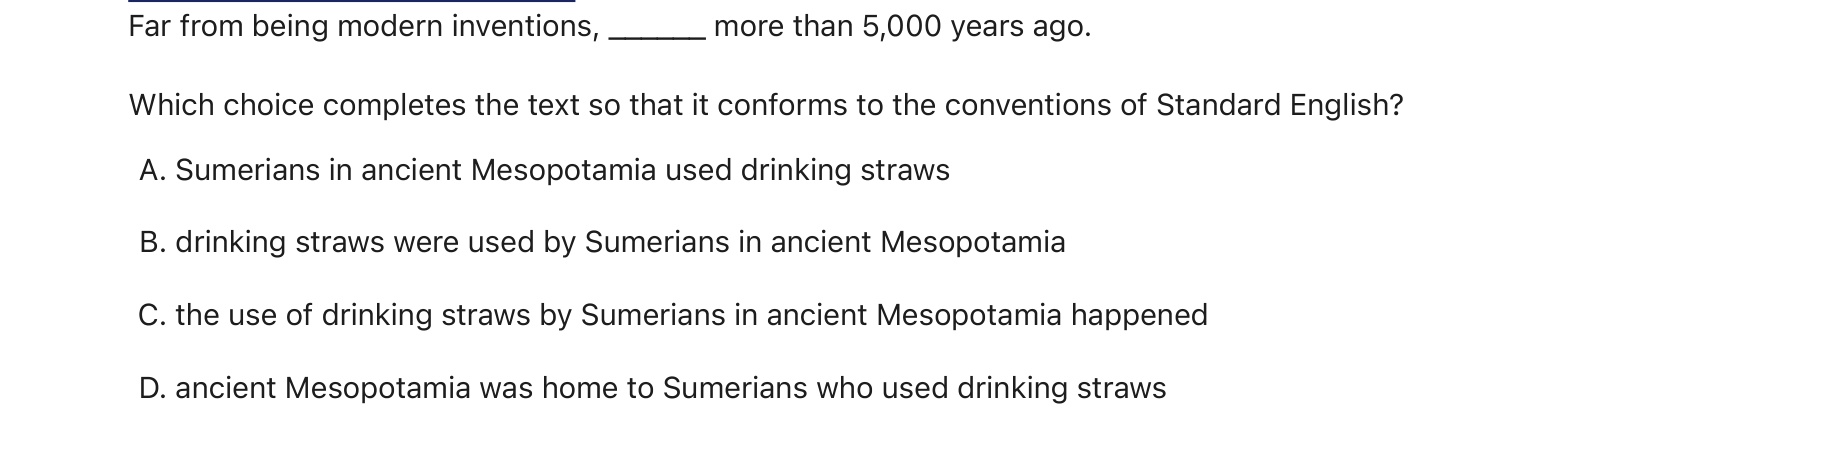 Far from being modern inventions, ______ more than 5,000 years ago.
Which choice completes the text so that it conforms to the conventions of Standard English?
A. Sumerians in ancient Mesopotamia used drinking straws
B. drinking straws were used by Sumerians in ancient Mesopotamia
C. the use of drinking straws by Sumerians in ancient Mesopotamia happened
D. ancient Mesopotamia was home to Sumerians who used drinking straws